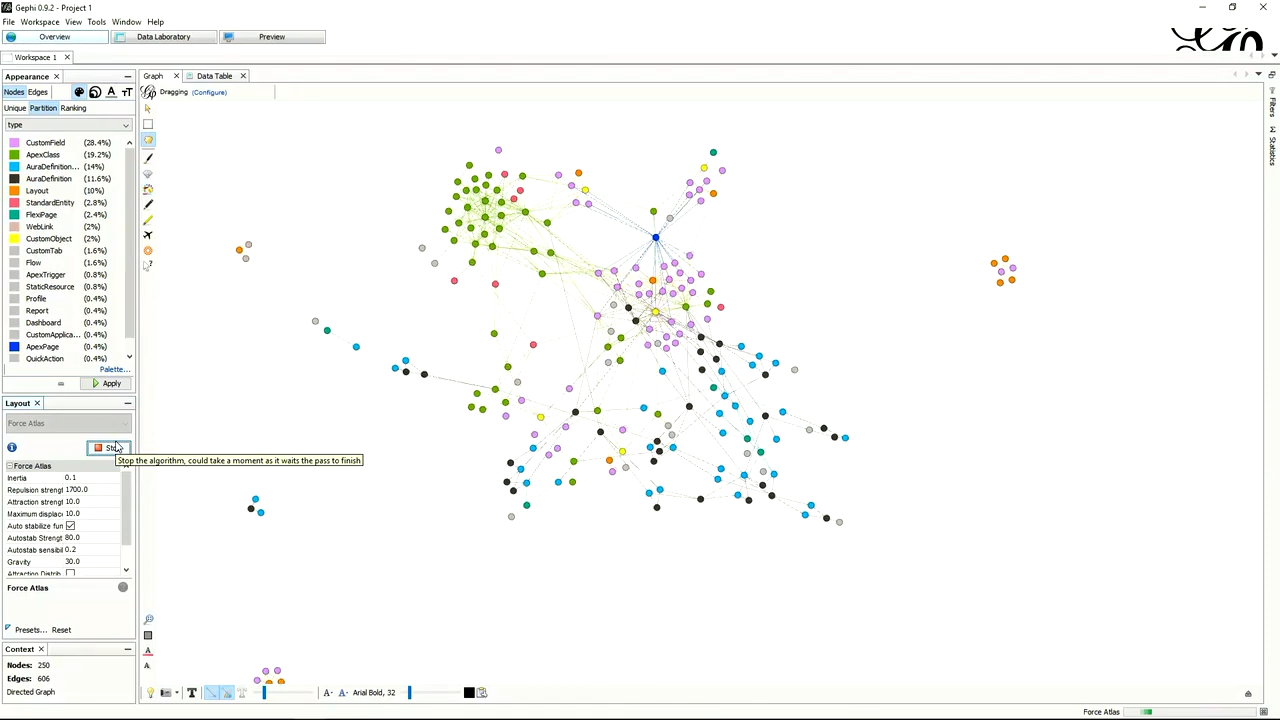 Gephi 0.9.2 - Project 1
File Workspace View Tools Window Help
Overview Data Laboratory Preview
Workspace 1
Appearance
Nodes Edges
Unique Partition Ranking
type
CustomField (28.4%)
ApexClass (19.2%)
AuraDefinition... (14%)
AuraDefinition (11.6%)
Layout (10%)
StandardEntity (2.8%)
FlexPage (2.4%)
WebLink (2%)
CustomObject (2%)
CustomTab (1.6%)
Flow (1.6%)
ApexTrigger (0.8%)
StaticResource (0.8%)
Profile (0.4%)
Report (0.4%)
Dashboard (0.4%)
CustomApplica... (0.4%)
ApexPage (0.4%)
QuickAction (0.4%)
Palette...
Apply
Layout
Force Atlas
Force Atlas
Inertia 0.1
Repulsion strengt 1700.0
Attraction strengt 10.0
Maximum displace 10.0
Auto stabilize fun
Autostab Strengt 80.0
Autostab sensibil 0.2
Gravity 30.0
Attraction Distrib
Force Atlas
Presets... Reset
Context
Nodes: 250
Edges: 606
Directed Graph
Graph Data Table
Dragging (Configure)
Stop the algorithm, could take a moment as it waits the pass to finish
T A- A- Arial Bold, 32
Filters
Statistics
Force Atlas